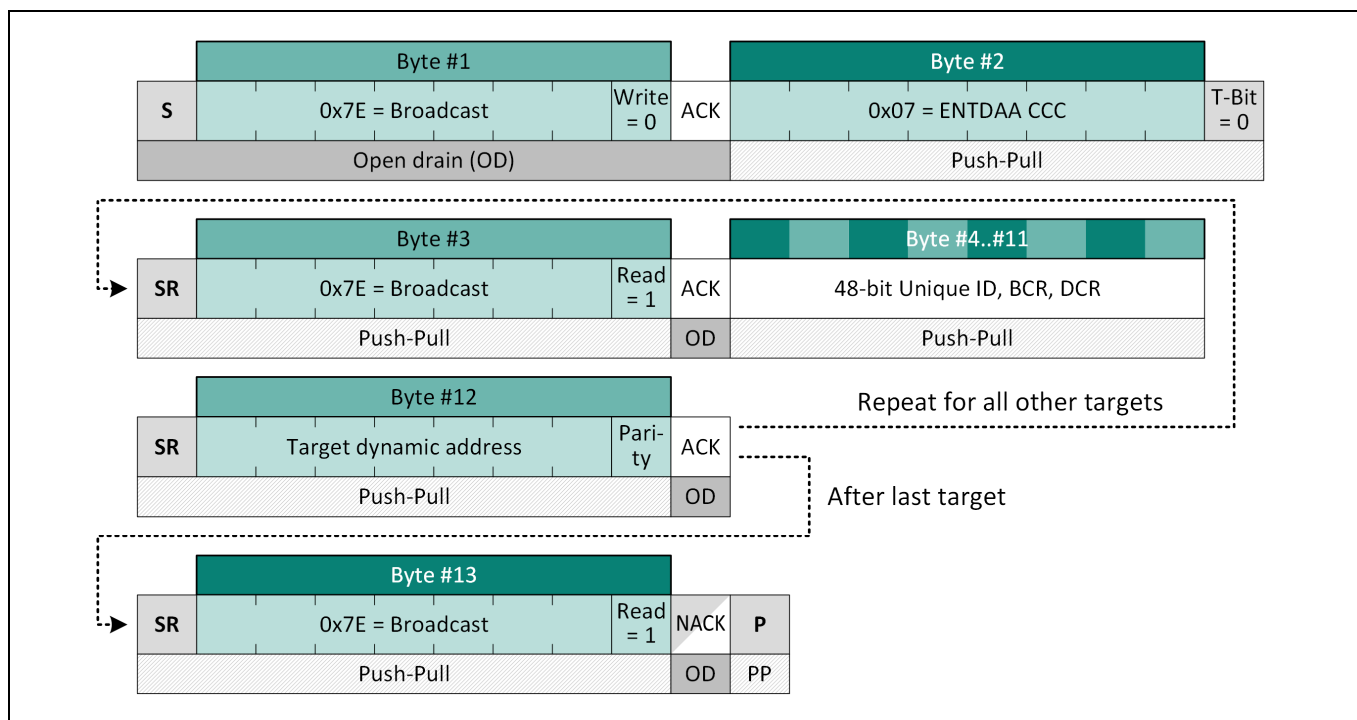 Byte #1
Byte #2
S
0x7E = Broadcast
Write
= 0
ACK
0x07 = ENTDAA CCC
T-Bit
= 0
Open drain (OD)
Push-Pull
Byte #3
Byte #4..#11
SR
0x7E = Broadcast
Read
= 1
ACK
48-bit Unique ID, BCR, DCR
Push-Pull
OD
Push-Pull
Byte #12
Repeat for all other targets
SR
Target dynamic address
Pari-
ty
ACK
Push-Pull
OD
After last target
Byte #13
SR
0x7E = Broadcast
Read
= 1
NACK
P
Push-Pull
OD
PP